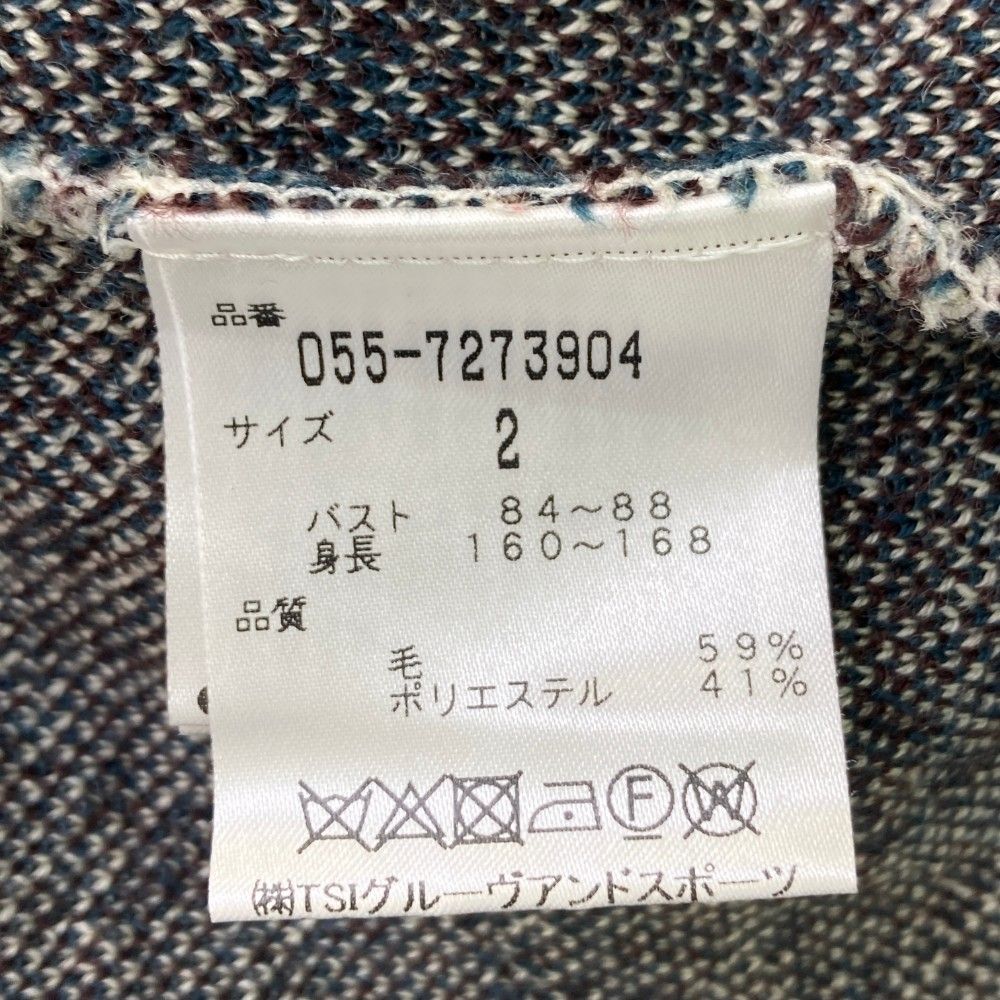 品番
055-7273904
サイズ 2
バスト 84～88
身長 160～168
品質
毛 59%
ポリエステル 41%
F W
㈱TSIグルーヴアンドスポーツ